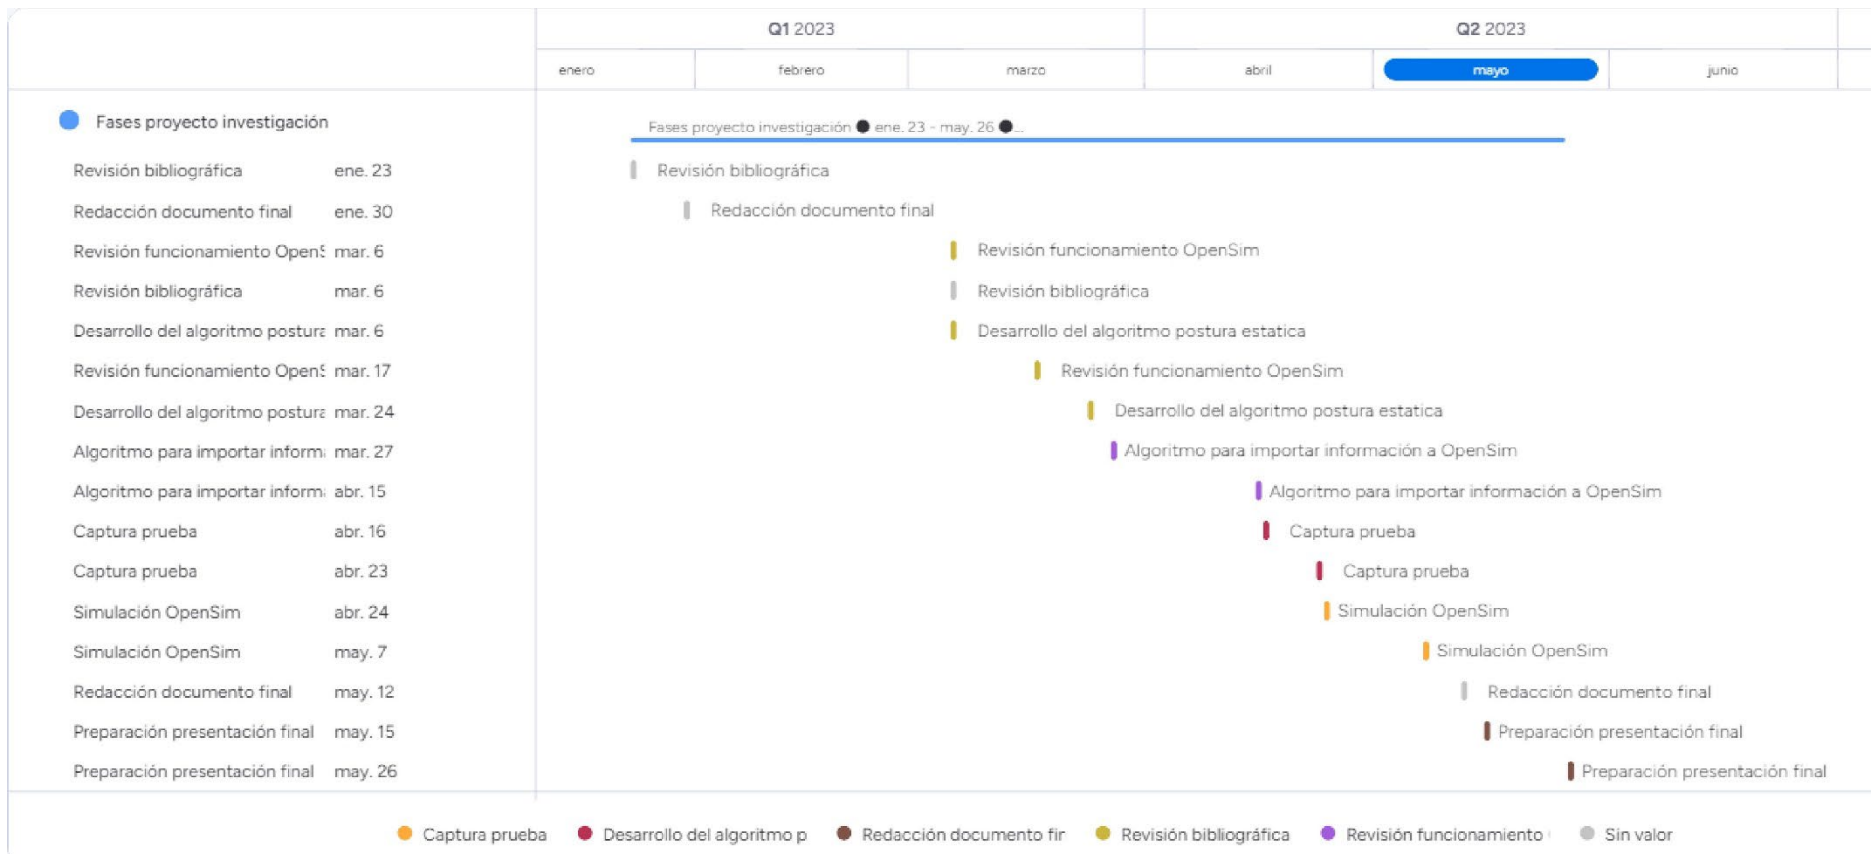 Q1 2023 Q2 2023
enero febrero marzo abril mayo junio
Fases proyecto investigación
Fases proyecto investigación ● ene. 23 - may. 26 ●...
Revisión bibliográfica ene. 23 Revisión bibliográfica
Redacción documento final ene. 30 Redacción documento final
Revisión funcionamiento OpenS mar. 6 Revisión funcionamiento OpenSim
Revisión bibliográfica mar. 6 Revisión bibliográfica
Desarrollo del algoritmo postura mar. 6 Desarrollo del algoritmo postura estatica
Revisión funcionamiento OpenS mar. 17 Revisión funcionamiento OpenSim
Desarrollo del algoritmo postura mar. 24 Desarrollo del algoritmo postura estatica
Algoritmo para importar inform mar. 27 Algoritmo para importar información a OpenSim
Algoritmo para importar inform abr. 15 Algoritmo para importar información a OpenSim
Captura prueba abr. 16 Captura prueba
Captura prueba abr. 23 Captura prueba
Simulación OpenSim abr. 24 Simulación OpenSim
Simulación OpenSim may. 7 Simulación OpenSim
Redacción documento final may. 12 Redacción documento final
Preparación presentación final may. 15 Preparación presentación final
Preparación presentación final may. 26 Preparación presentación final
Captura prueba Desarrollo del algoritmo p Redacción documento fir Revisión bibliográfica Revisión funcionamiento Sin valor